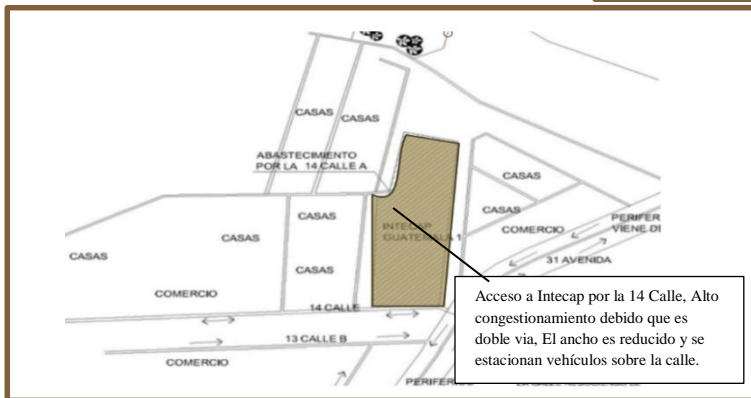 CASAS
CASAS
ABASTECIMIENTO
POR LA 14 CALLE A
CASAS
CASAS
CASAS
INTECAP
GUATEMALA 1
COMERCIO
PERIFER
VIENE DE
CASAS
CASAS
31 AVENIDA
CASAS
COMERCIO
14 CALLE
13 CALLE B
COMERCIO
PERIFER
Acceso a Intecap por la 14 Calle, Alto
congestionamiento debido que es
doble via, El ancho es reducido y se
estacionan vehículos sobre la calle.